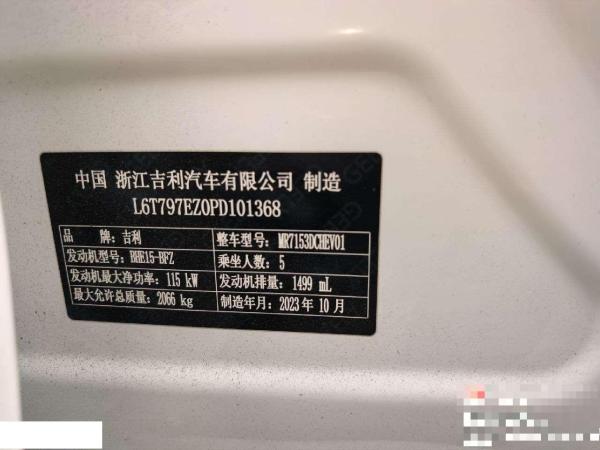 中国 浙江吉利汽车有限公司 制造
L6T797EZ0PD101368
品 牌:吉利 整车型号:MR7153DCHEV01
发动机型号:BHE15-BFZ 乘坐人数:5
发动机最大净功率:115 kW 发动机排量:1499 mL
最大允许总质量:2066 kg 制造年月:2023 年 10 月